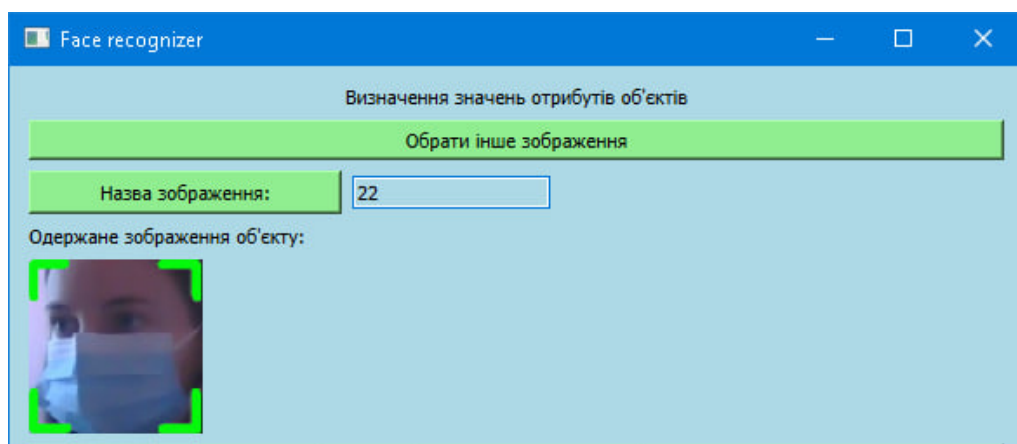 Face recognizer
Визначення значень отрибутів об'єктів
Обрати інше зображення
Назва зображення: 22
Одержане зображення об'єкту: